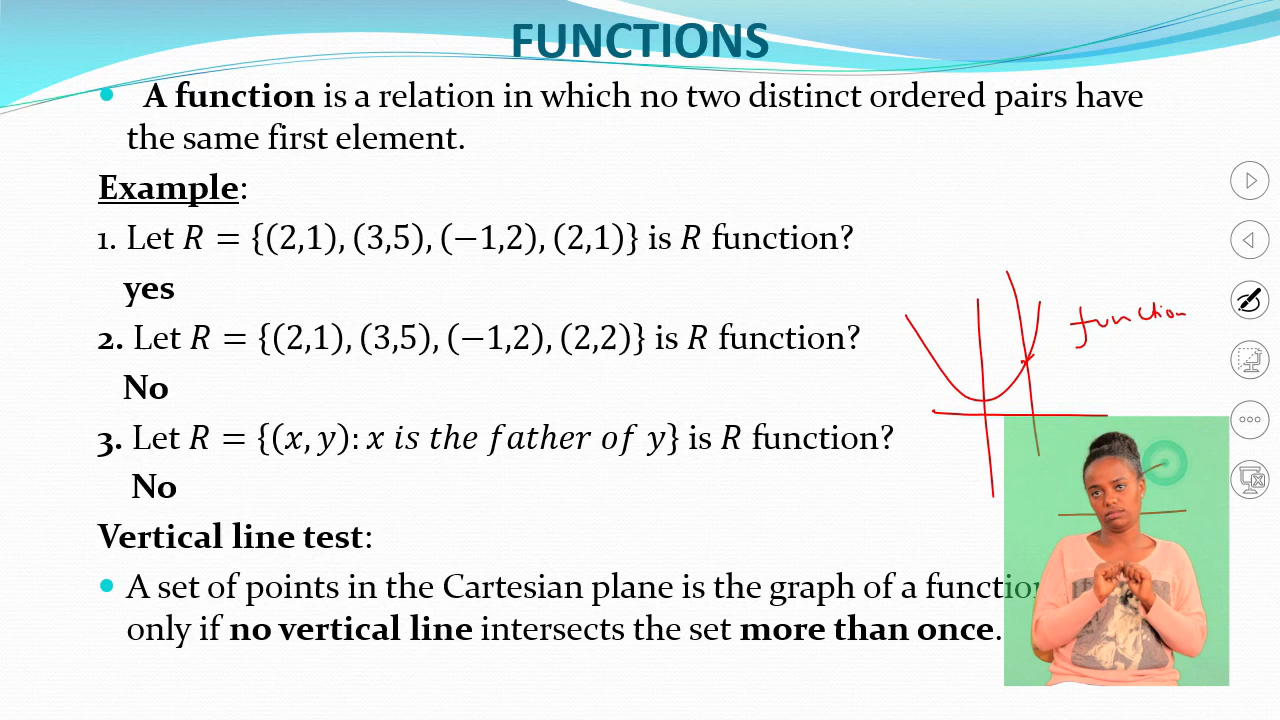 FUNCTIONS
• A function is a relation in which no two distinct ordered pairs have
the same first element.
Example:
1. Let R = {(2,1), (3,5), (−1,2), (2,1)} is R function?
yes
2. Let R = {(2,1), (3,5), (−1,2), (2,2)} is R function?
No
3. Let R = {(x, y): x is the father of y} is R function?
No
function
Vertical line test:
• A set of points in the Cartesian plane is the graph of a function
only if no vertical line intersects the set more than once.